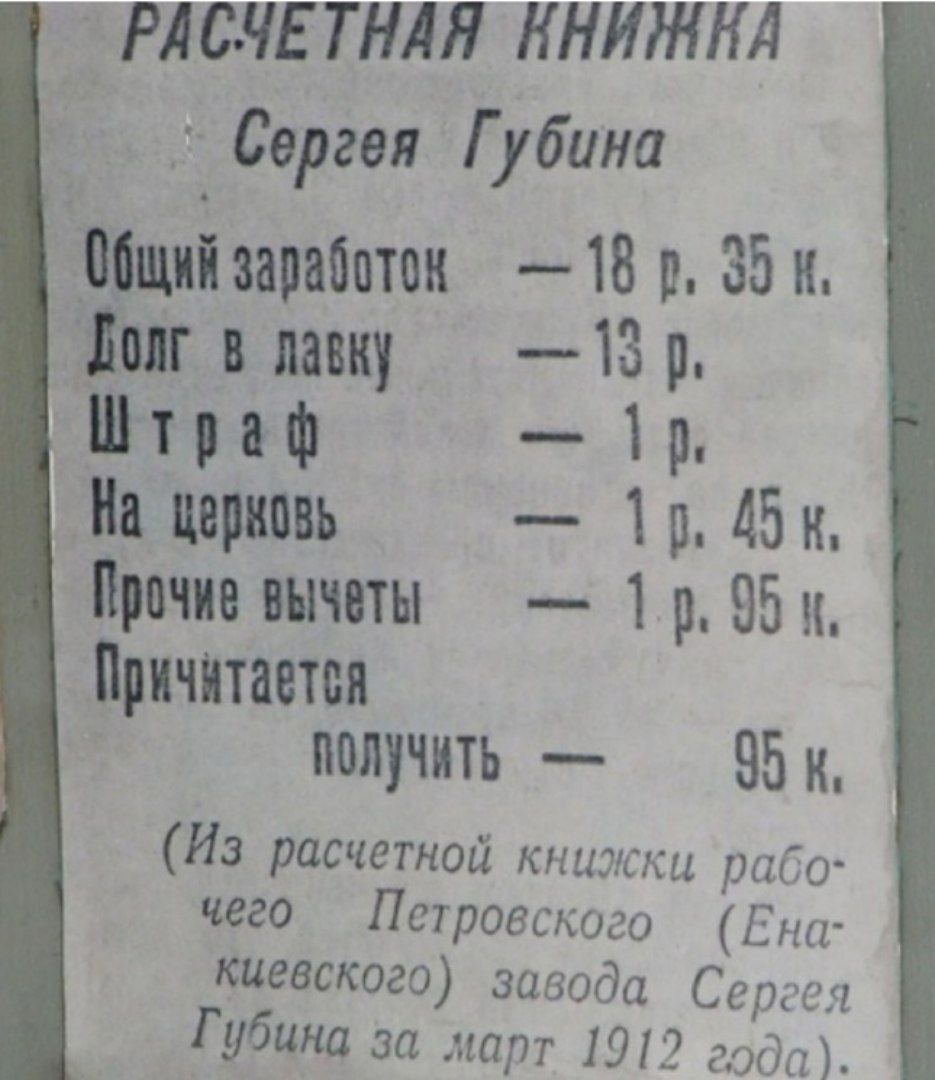 РАСЧЕТНАЯ КНИЖКА
Сергея Губина
Общий заработок — 18 р. 35 к.
Долг в лавку — 13 р.
Штраф — 1 р.
На церковь — 1 р. 45 к.
Прочие вычеты — 1 р. 95 к.
Причитается
получить — 95 к.
(Из расчетной книжки рабо-
чего Петровского (Ена-
киевского) завода Сергея
Губина за март 1912 года).